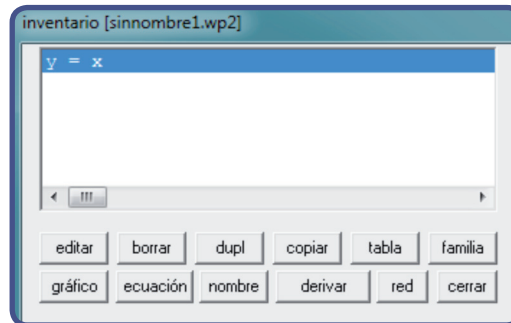 inventario [sinnombre1.wp2]
y = x
editar borrar dupl copiar tabla familia
gráfico ecuación nombre derivar red cerrar